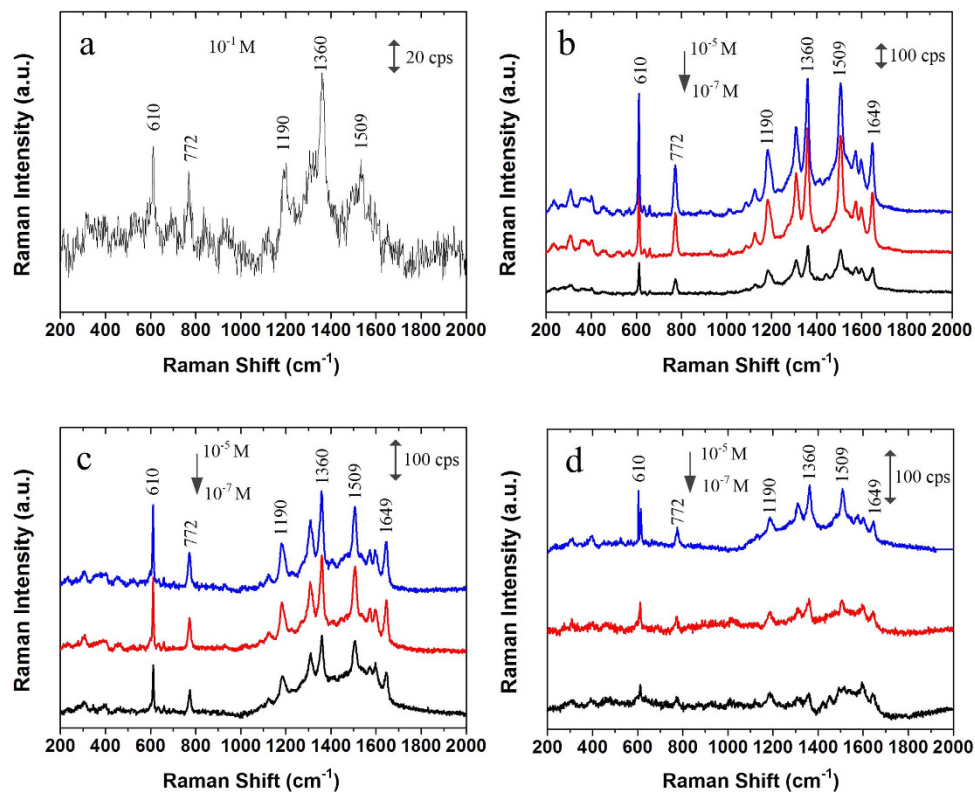 a
10⁻¹ M
1360
20 cps
610
772
1190
1509
Raman Intensity (a.u.)
200 600 1000 1400 1800 2000
Raman Shift (cm⁻¹)
b
10⁻⁵ M
10⁻⁷ M
100 cps
610
772
1190
1360
1509
1649
Raman Intensity (a.u.)
200 400 600 800 1000 1200 1400 1600 1800 2000
Raman Shift (cm⁻¹)
c
10⁻⁵ M
10⁻⁷ M
100 cps
610
772
1190
1360
1509
1649
Raman Intensity (a.u.)
200 400 600 800 1000 1200 1400 1600 1800 2000
Raman Shift (cm⁻¹)
d
10⁻⁵ M
10⁻⁷ M
100 cps
610
772
1190
1360
1509
1649
Raman Intensity (a.u.)
200 400 600 800 1000 1200 1400 1600 1800 2000
Raman Shift (cm⁻¹)